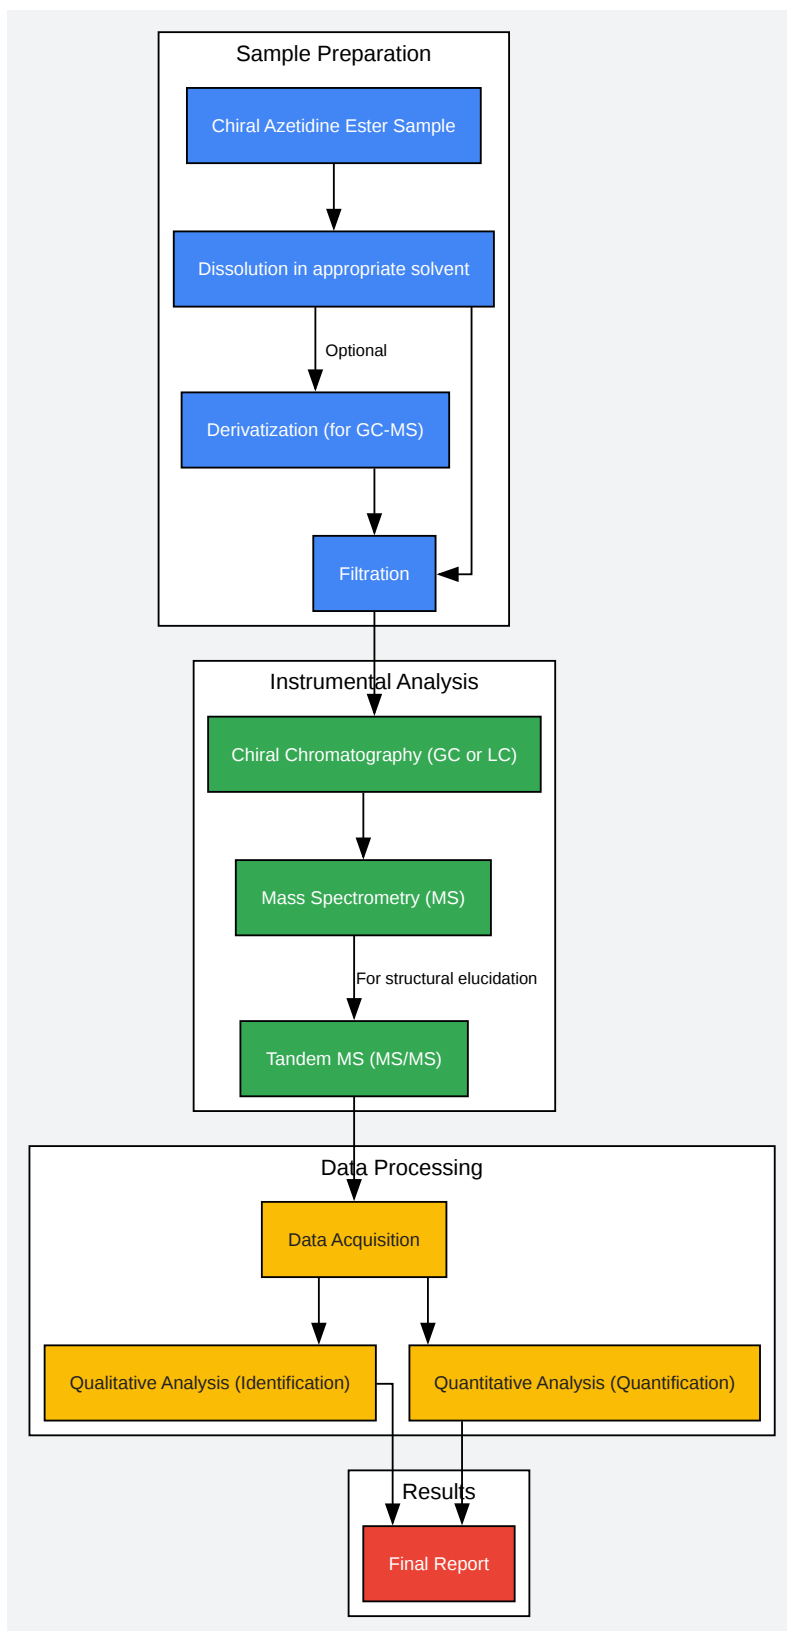 Sample Preparation
Chiral Azetidine Ester Sample
Dissolution in appropriate solvent
Optional
Derivatization (for GC-MS)
Filtration
Instrumental Analysis
Chiral Chromatography (GC or LC)
Mass Spectrometry (MS)
For structural elucidation
Tandem MS (MS/MS)
Data Processing
Data Acquisition
Qualitative Analysis (Identification)
Quantitative Analysis (Quantification)
Results
Final Report